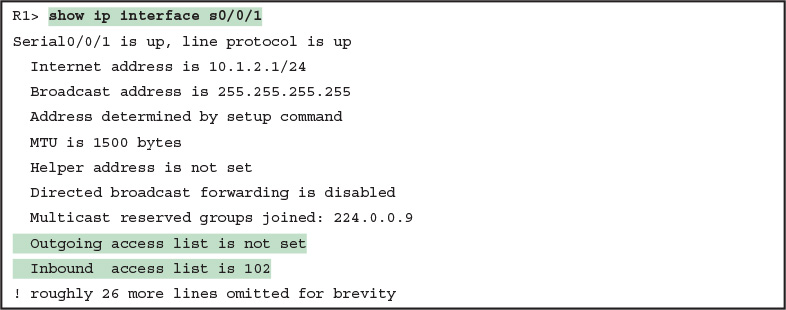 R1> show ip interface s0/0/1
Serial0/0/1 is up, line protocol is up
  Internet address is 10.1.2.1/24
  Broadcast address is 255.255.255.255
  Address determined by setup command
  MTU is 1500 bytes
  Helper address is not set
  Directed broadcast forwarding is disabled
  Multicast reserved groups joined: 224.0.0.9
  Outgoing access list is not set
  Inbound  access list is 102
! roughly 26 more lines omitted for brevity